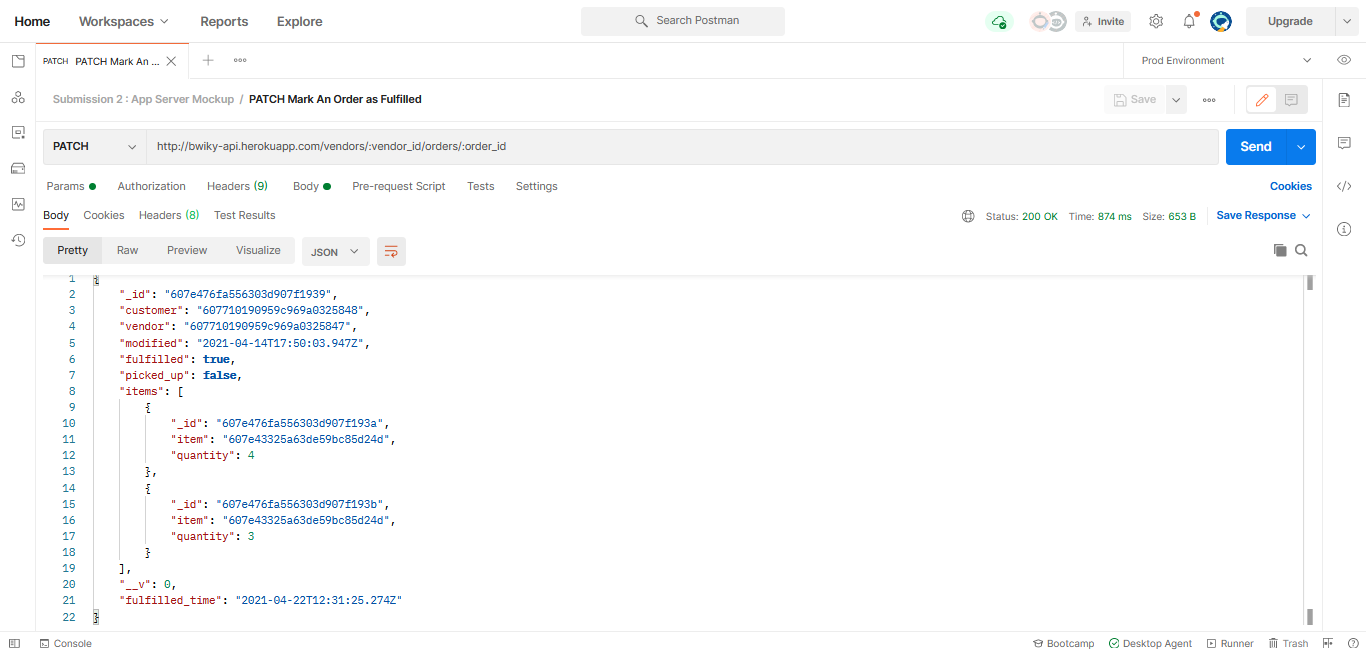 Home Workspaces Reports Explore Search Postman Invite Upgrade
PATCH PATCH Mark An ... Prod Environment
Submission 2 : App Server Mockup / PATCH Mark An Order as Fulfilled Save
PATCH http://bwiky-api.herokuapp.com/vendors/:vendor_id/orders/:order_id Send
Params Authorization Headers (9) Body Pre-request Script Tests Settings Cookies
Body Cookies Headers (8) Test Results Status: 200 OK Time: 874 ms Size: 653 B Save Response
Pretty Raw Preview Visualize JSON
1 {
2 "_id": "607e476fa556303d907f1939",
3 "customer": "607710190959c969a0325848",
4 "vendor": "607710190959c969a0325847",
5 "modified": "2021-04-14T17:50:03.947Z",
6 "fulfilled": true,
7 "picked_up": false,
8 "items": [
9 {
10 "_id": "607e476fa556303d907f193a",
11 "item": "607e43325a63de59bc85d24d",
12 "quantity": 4
13 },
14 {
15 "_id": "607e476fa556303d907f193b",
16 "item": "607e43325a63de59bc85d24d",
17 "quantity": 3
18 }
19 ],
20 "__v": 0,
21 "fulfilled_time": "2021-04-22T12:31:25.274Z"
22 }
Console Bootcamp Desktop Agent Runner Trash